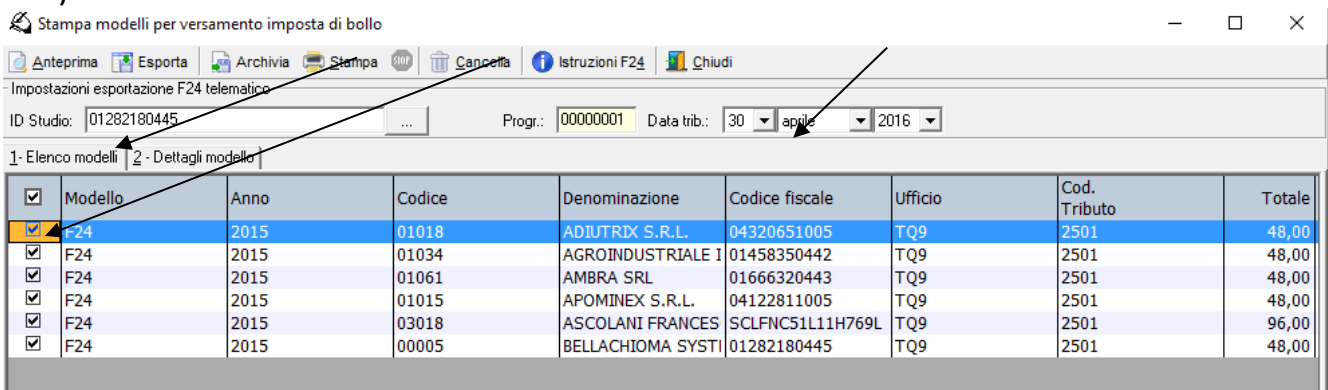 Stampa modelli per versamento imposta di bollo
Anteprima Esporta Archivia Stampa STOP Cancella Istruzioni F24 Chiudi
Impostazioni esportazione F24 telematico
ID Studio: 01282180445 ... Progr.: 00000001 Data trib.: 30 aprile 2016
1- Elenco modelli 2 - Dettagli modello
Modello Anno Codice Denominazione Codice fiscale Ufficio Cod. Tributo Totale
F24 2015 01018 ADIUTRIX S.R.L. 04320651005 TQ9 2501 48,00
F24 2015 01034 AGROINDUSTRIALE I 01458350442 TQ9 2501 48,00
F24 2015 01061 AMBRA SRL 01666320443 TQ9 2501 48,00
F24 2015 01015 APOMINEX S.R.L. 04122811005 TQ9 2501 48,00
F24 2015 03018 ASCOLANI FRANCES SCLFNC51L11H769L TQ9 2501 96,00
F24 2015 00005 BELLACHIOMA SYSTI 01282180445 TQ9 2501 48,00